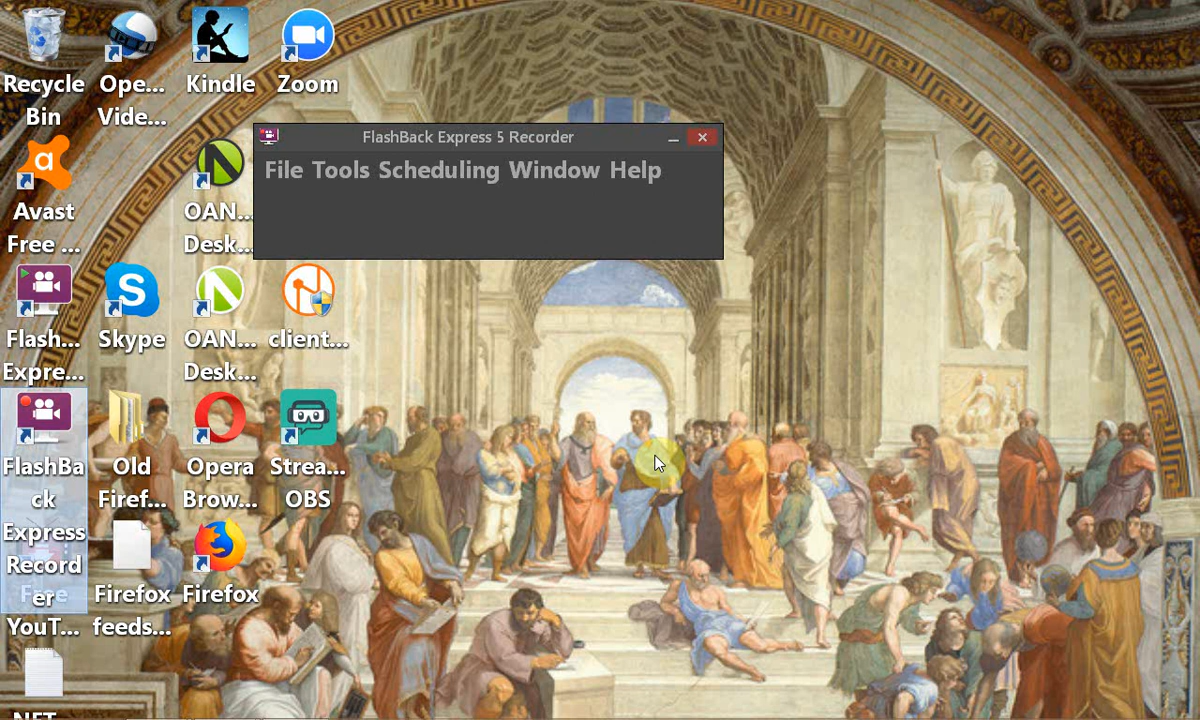 Recycle
Bin
Ope...
Vide...
Kindle
Zoom
FlashBack Express 5 Recorder
File Tools Scheduling Window Help
Avast
Free ...
OAN...
Desk...
Flash...
Expre...
Skype
OAN...
Desk...
client...
FlashBa
ck
Express
Record
er
YouT...
Old
Firef...
Opera
Brow...
Strea...
OBS
Firefox
feeds...
Firefox